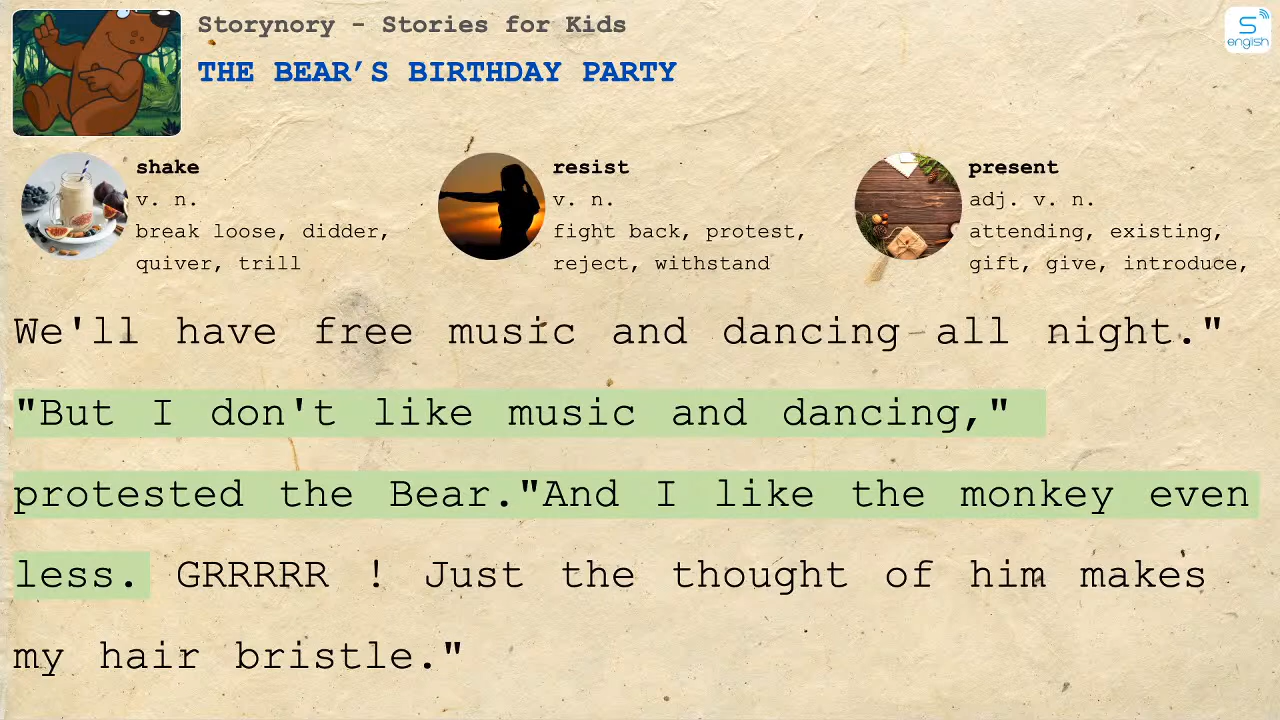 Storynory - Stories for Kids
THE BEAR’S BIRTHDAY PARTY
S
english
shake
v. n.
break loose, didder,
quiver, trill
resist
v. n.
fight back, protest,
reject, withstand
present
adj. v. n.
attending, existing,
gift, give, introduce,
We'll have free music and dancing all night."
"But I don't like music and dancing,"
protested the Bear."And I like the monkey even
less. GRRRRR ! Just the thought of him makes
my hair bristle."